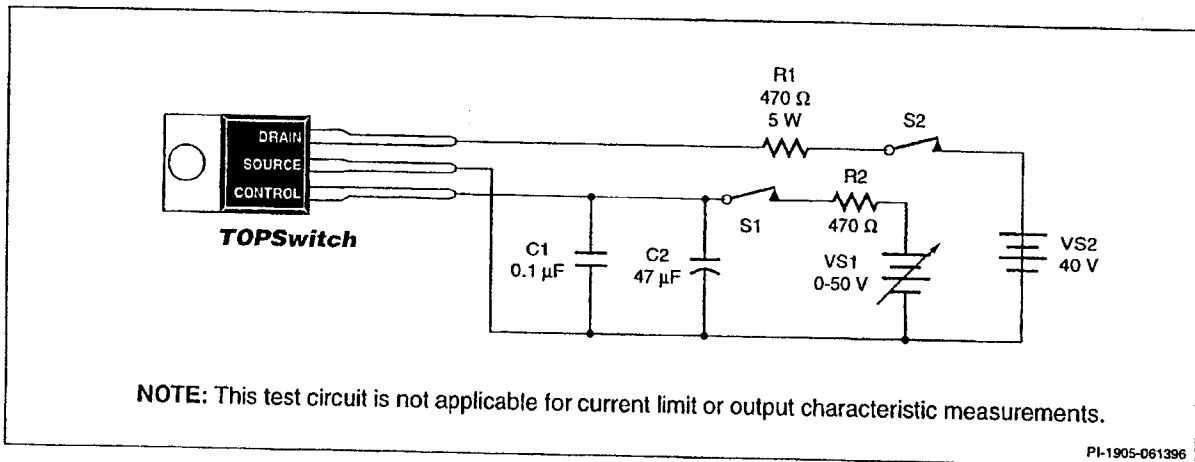 R1
470 Ω
5 W
S2
DRAIN
SOURCE
CONTROL
TOPSwitch
R2
470 Ω
S1
C1
0.1 µF
C2
47 µF
VS1
0-50 V
VS2
40 V
NOTE: This test circuit is not applicable for current limit or output characteristic measurements.
PI-1905-061396